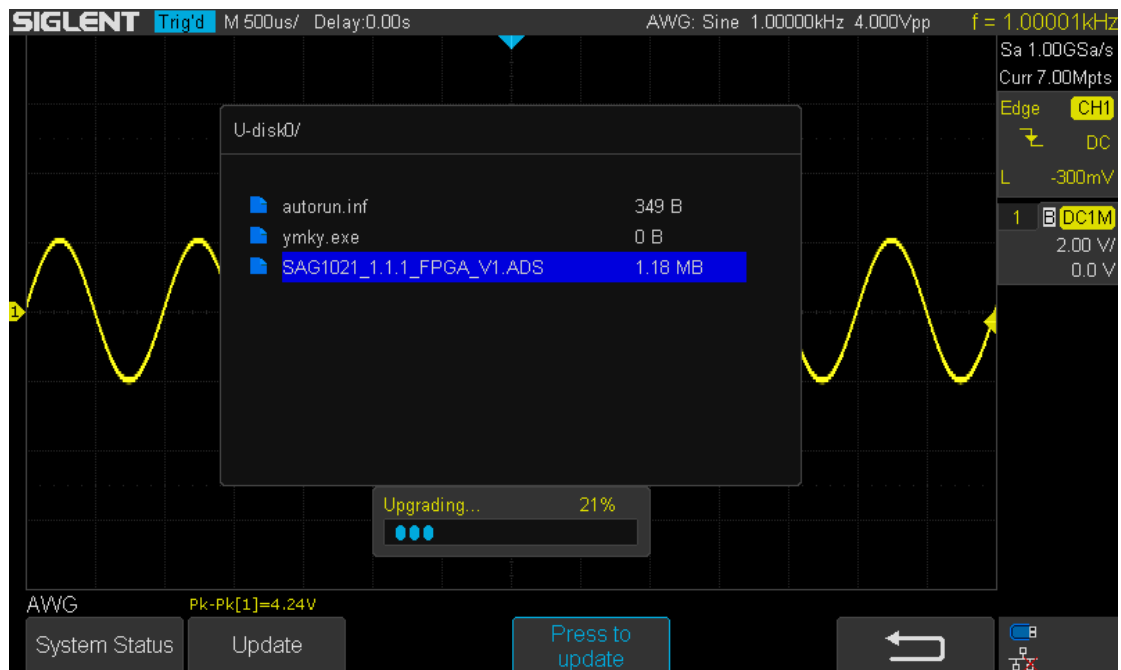 SIGLENT Trig'd M 500us/ Delay:0.00s AWG: Sine 1.00000kHz 4.000Vpp f = 1.00001kHz
Sa 1.00GSa/s
Curr 7.00Mpts
Edge CH1
DC
L -300mV
1 B DC1M
2.00 V/
0.0 V
U-disk0/
autorun.inf 349 B
ymky.exe 0 B
SAG1021_1.1.1_FPGA_V1.ADS 1.18 MB
1
Upgrading... 21%
AWG Pk-Pk[1]=4.24V
System Status Update Press to
update